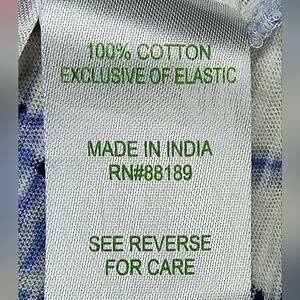 100% COTTON
EXCLUSIVE OF ELASTIC
MADE IN INDIA
RN#88189
SEE REVERSE
FOR CARE